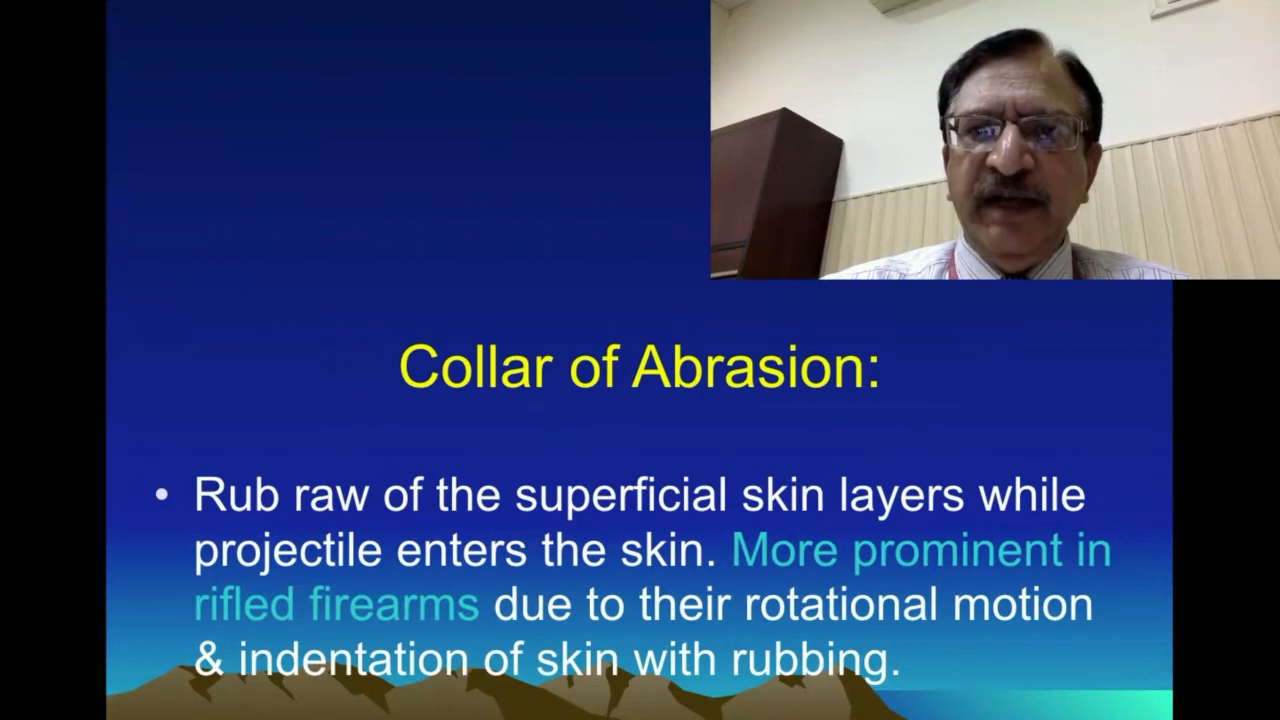 Collar of Abrasion:
• Rub raw of the superficial skin layers while
projectile enters the skin. More prominent in
rifled firearms due to their rotational motion
& indentation of skin with rubbing.